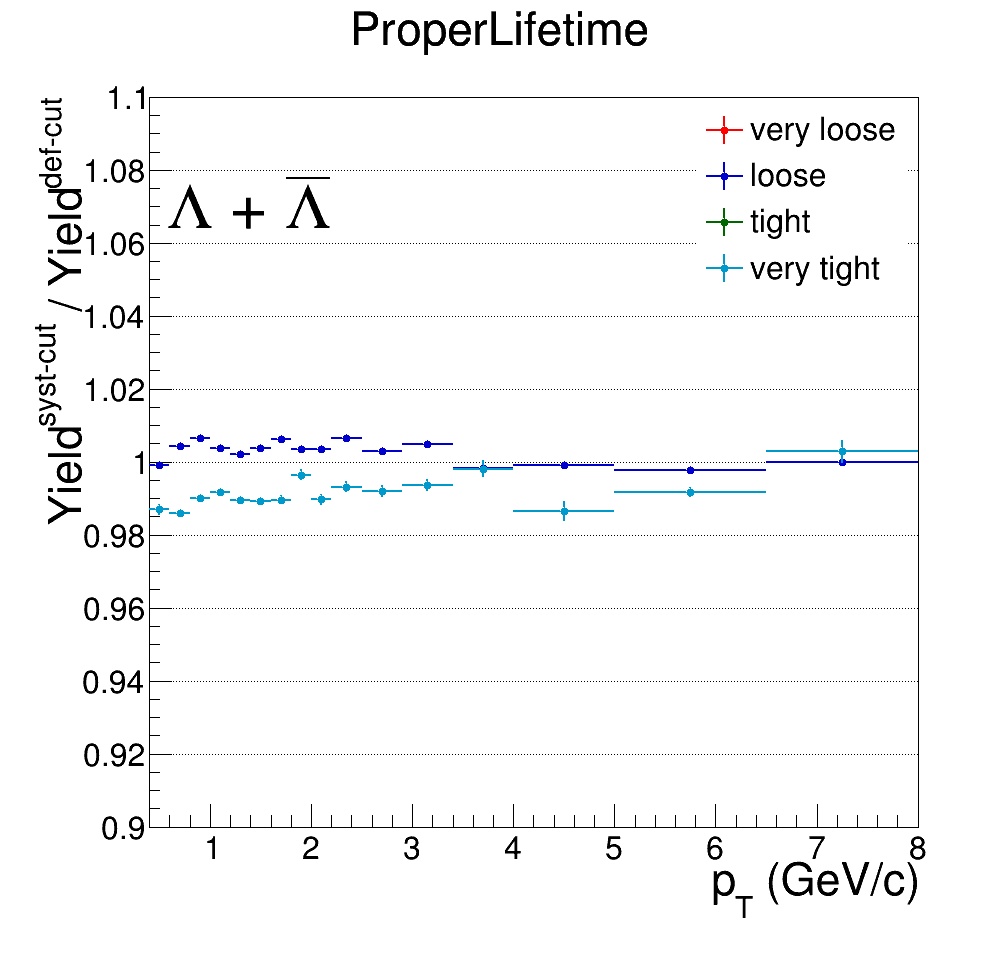 ProperLifetime
Yield^syst-cut / Yield^def-cut
1.1
1.08
1.06
1.04
1.02
1
0.98
0.96
0.94
0.92
0.9
Λ + Λ̅
very loose
loose
tight
very tight
1 2 3 4 5 6 7 8
p_T (GeV/c)